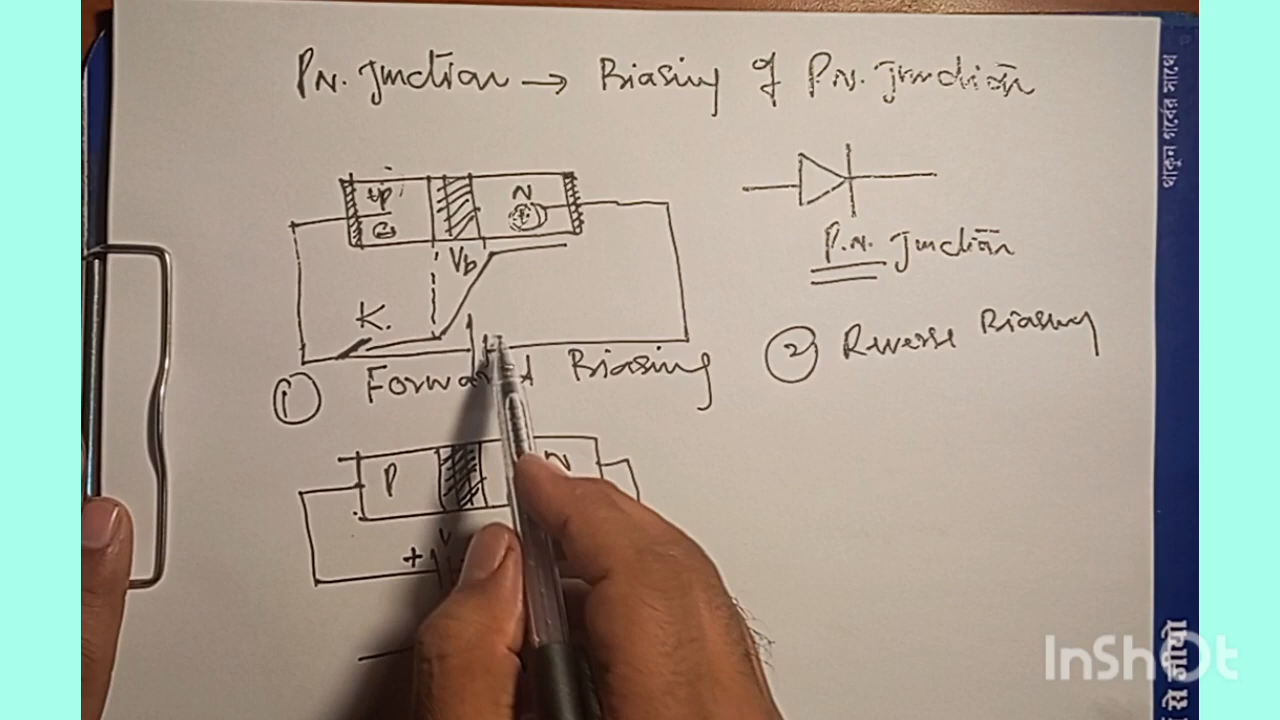 P.N. Junction → Biasing of P.N. Junction
N
Vb
K.
P.N. Junction
① Forward Biasing
② Reverse Biasing
P
N
+
V
InShOt